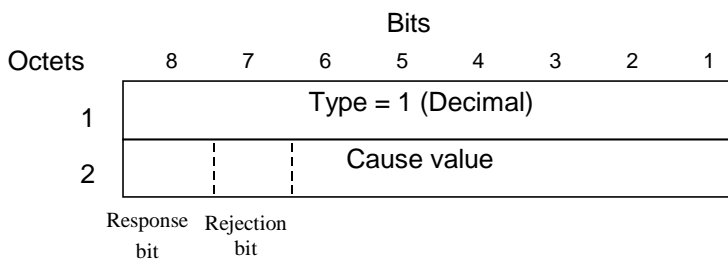 Bits
Octets 8 7 6 5 4 3 2 1
1 Type = 1 (Decimal)
2 Cause value
Response bit
Rejection bit